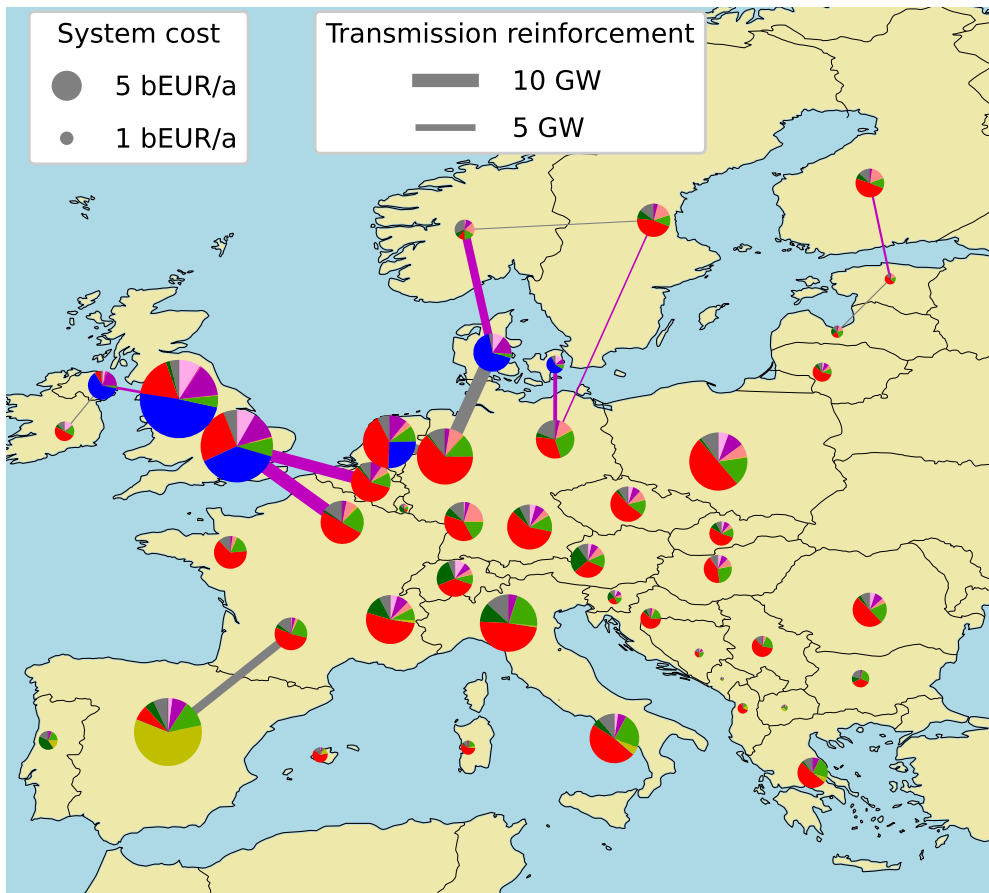 System cost
5 bEUR/a
1 bEUR/a
Transmission reinforcement
10 GW
5 GW